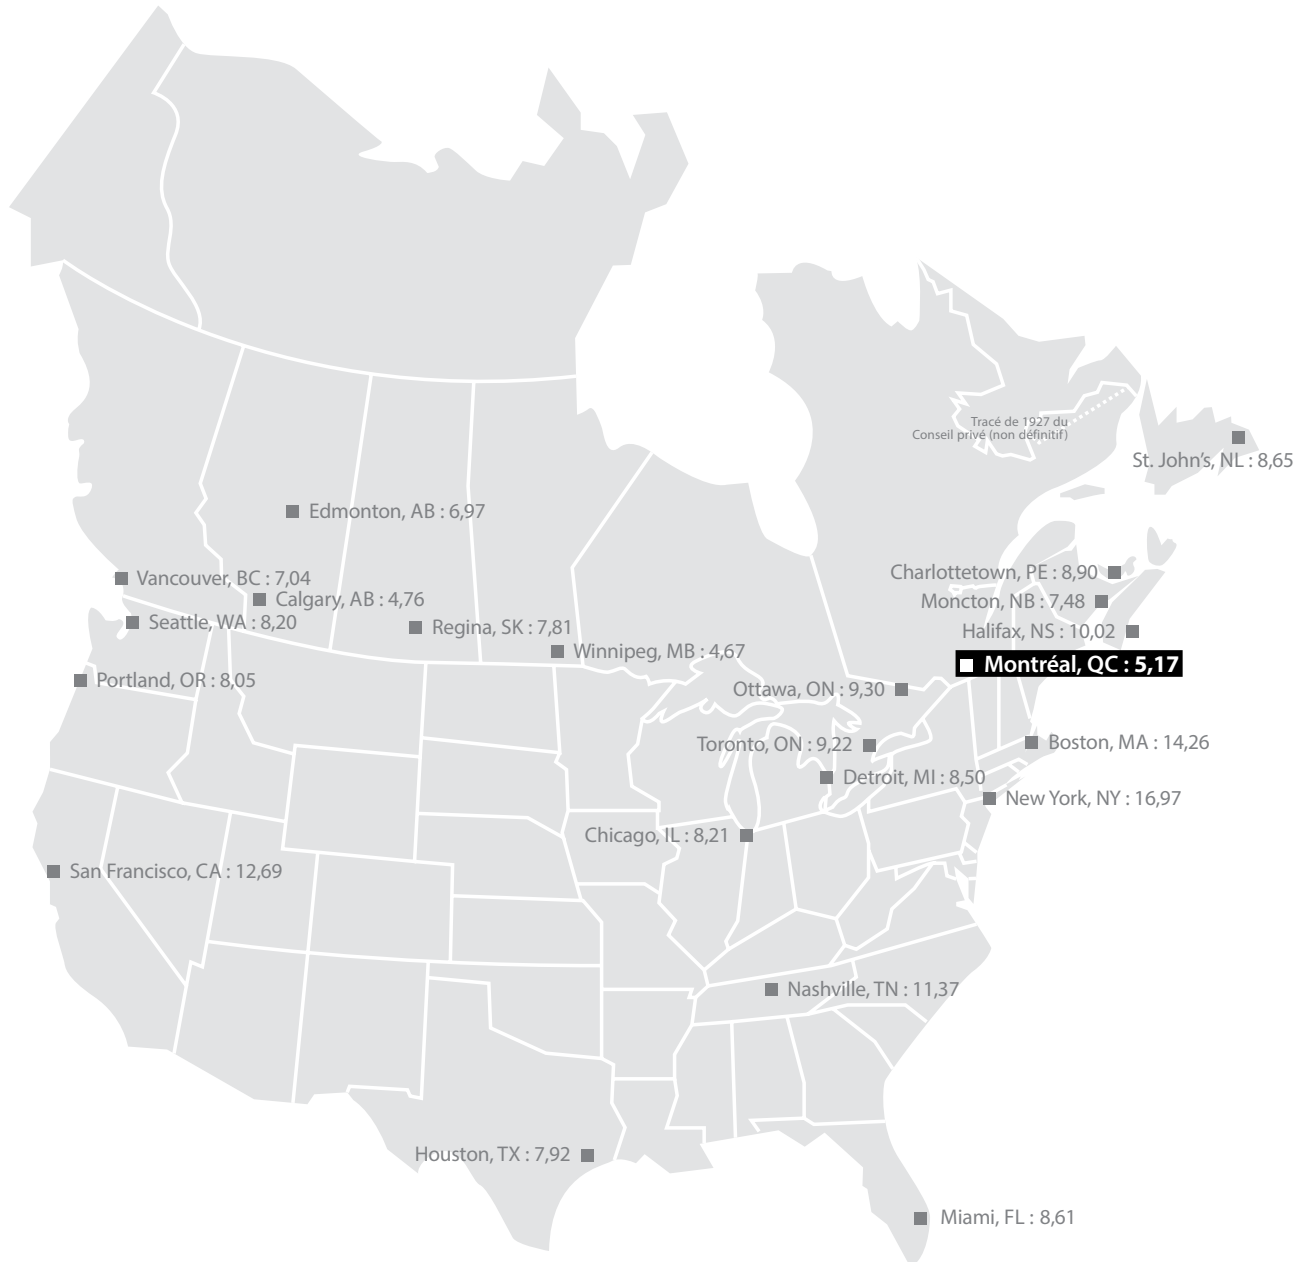 Tracé de 1927 du
Conseil privé (non définitif)
St. John's, NL : 8,65
Edmonton, AB : 6,97
Vancouver, BC : 7,04
Charlottetown, PE : 8,90
Calgary, AB : 4,76
Moncton, NB : 7,48
Seattle, WA : 8,20
Regina, SK : 7,81
Halifax, NS : 10,02
Winnipeg, MB : 4,67
Montréal, QC : 5,17
Portland, OR : 8,05
Ottawa, ON : 9,30
Toronto, ON : 9,22
Boston, MA : 14,26
Detroit, MI : 8,50
New York, NY : 16,97
Chicago, IL : 8,21
San Francisco, CA : 12,69
Nashville, TN : 11,37
Houston, TX : 7,92
Miami, FL : 8,61